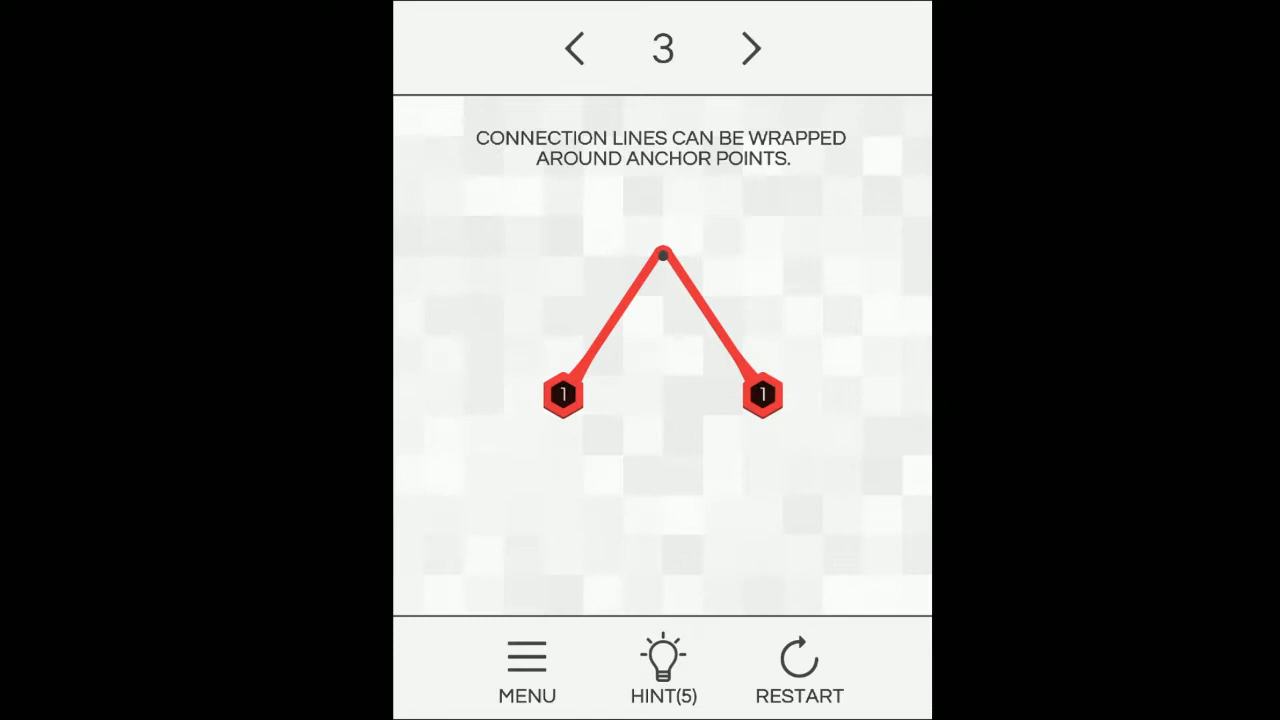 3
CONNECTION LINES CAN BE WRAPPED
AROUND ANCHOR POINTS.
1 1
MENU HINT(5) RESTART